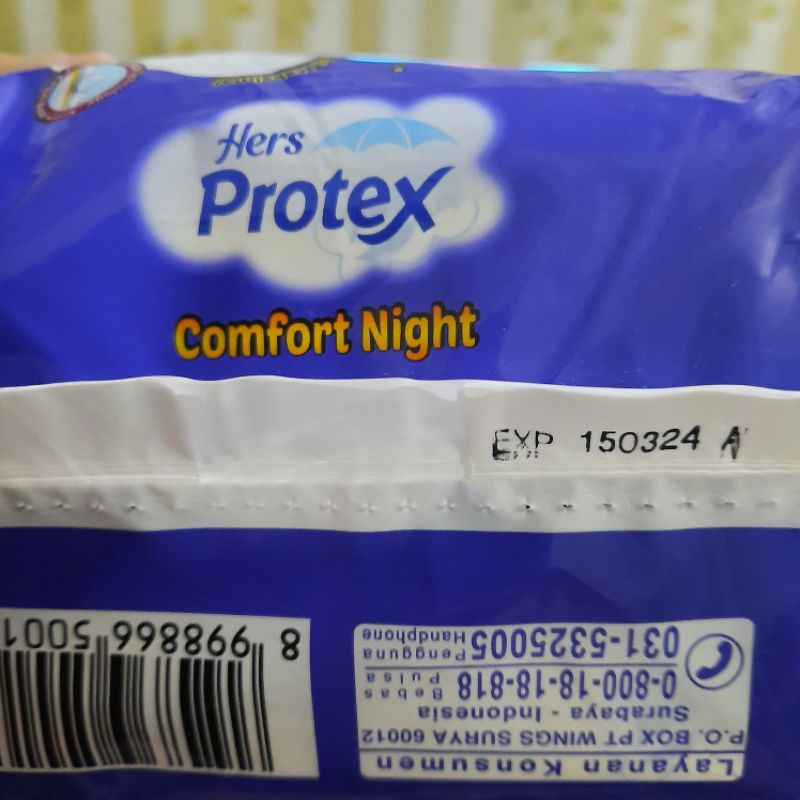 Hers
Protex
Comfort Night
EXP 150324 A
Layanan Konsumen
P.O. BOX PT WINGS SURYA 60012
Surabaya - Indonesia
0-800-18-18-818 Bebas Pulsa
031-5325005 Pengguna Handphone
8 998866 5001